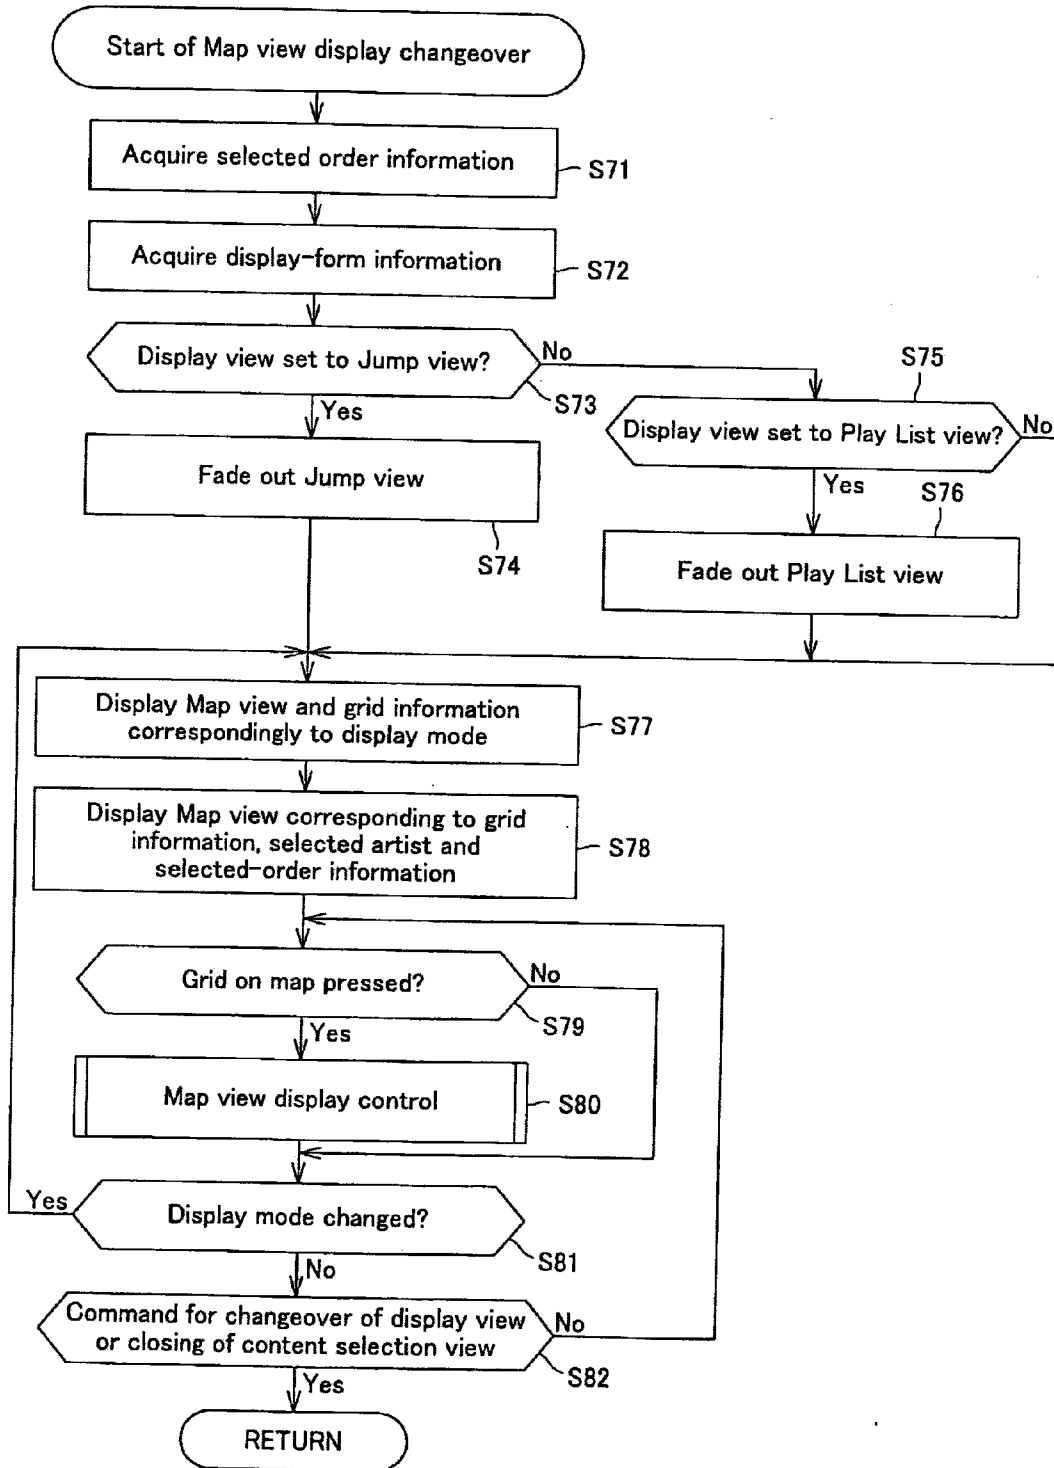 Start of Map view display changeover
Acquire selected order information
S71
Acquire display-form information
S72
Display view set to Jump view?
No
S73
Yes
S75
Display view set to Play List view?
No
Yes
S76
Fade out Jump view
S74
Fade out Play List view
Display Map view and grid information
correspondingly to display mode
S77
Display Map view corresponding to grid
information, selected artist and
selected-order information
S78
Grid on map pressed?
No
S79
Yes
Map view display control
S80
Yes
Display mode changed?
S81
No
Command for changeover of display view
or closing of content selection view
No
S82
Yes
RETURN